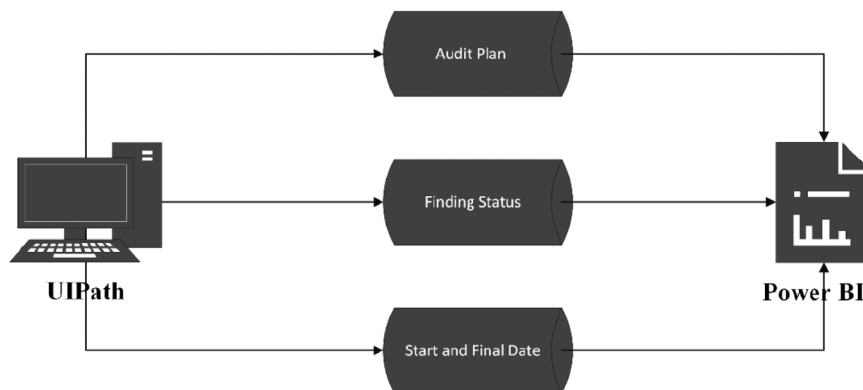 Audit Plan
Finding Status
UIPath
Power BI
Start and Final Date